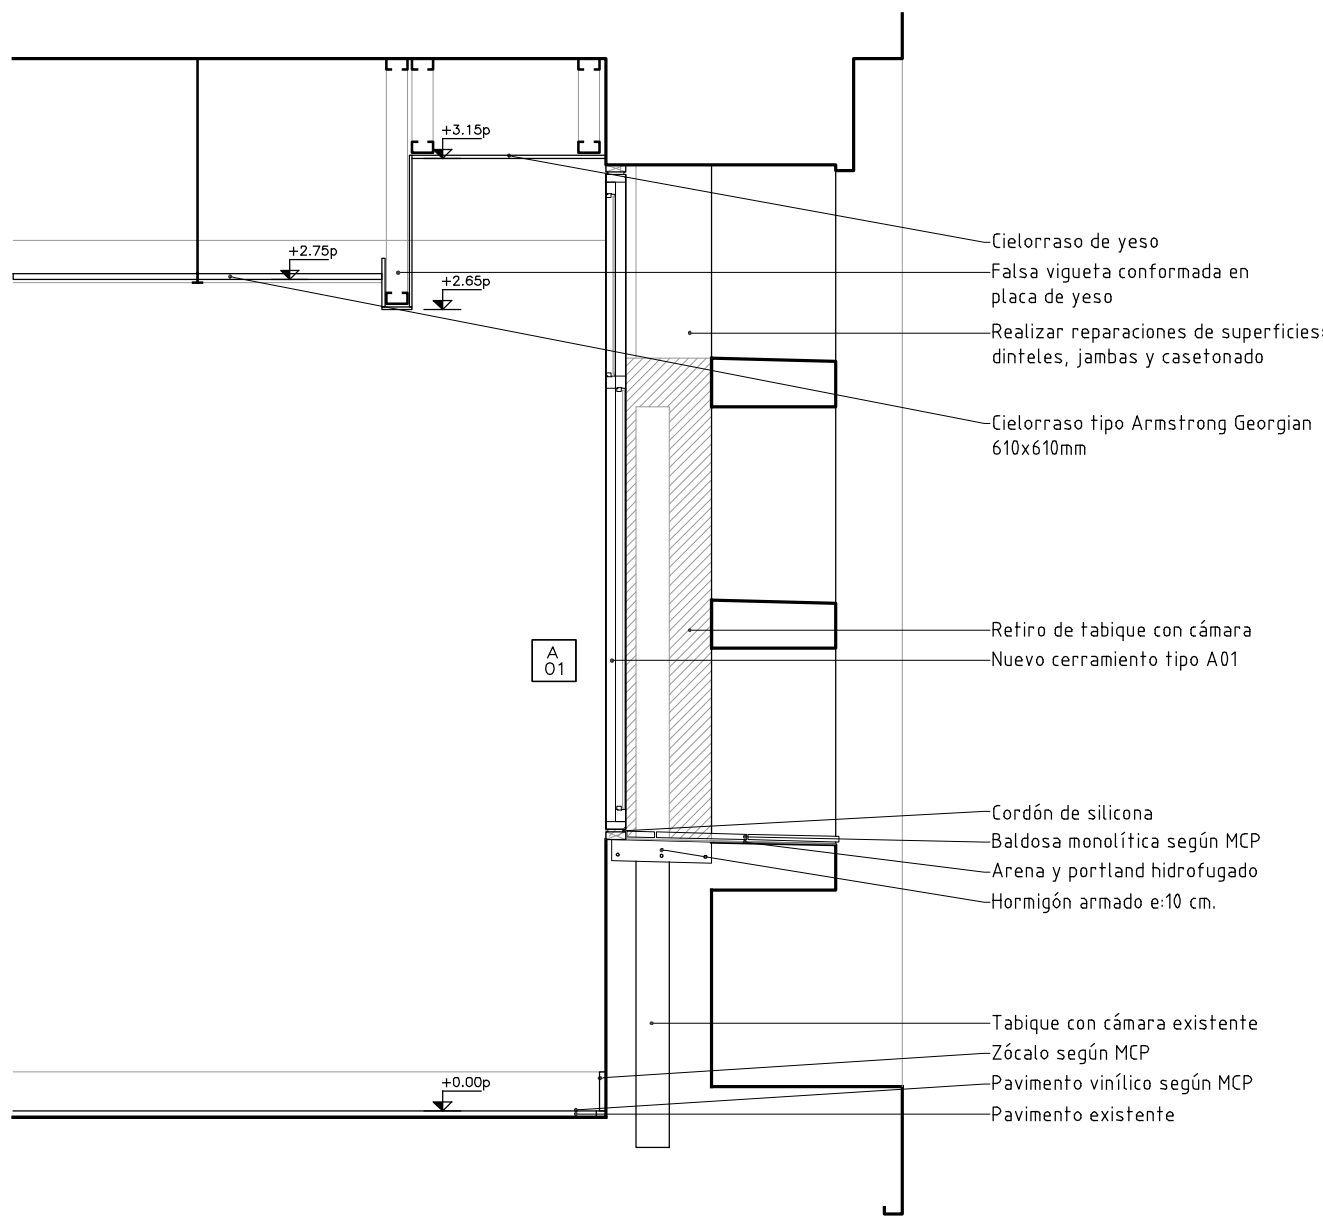 +3.15p
Cielorraso de yeso
+2.75p
+2.65p
Falsa vigueta conformada en
placa de yeso
Realizar reparaciones de superficies:
dinteles, jambas y casetonado
Cielorraso tipo Armstrong Georgian
610x610mm
A
01
Retiro de tabique con cámara
Nuevo cerramiento tipo A01
Cordón de silicona
Baldosa monolítica según MCP
Arena y portland hidrofugado
Hormigón armado e:10 cm.
Tabique con cámara existente
Zócalo según MCP
+0.00p
Pavimento vinílico según MCP
Pavimento existente